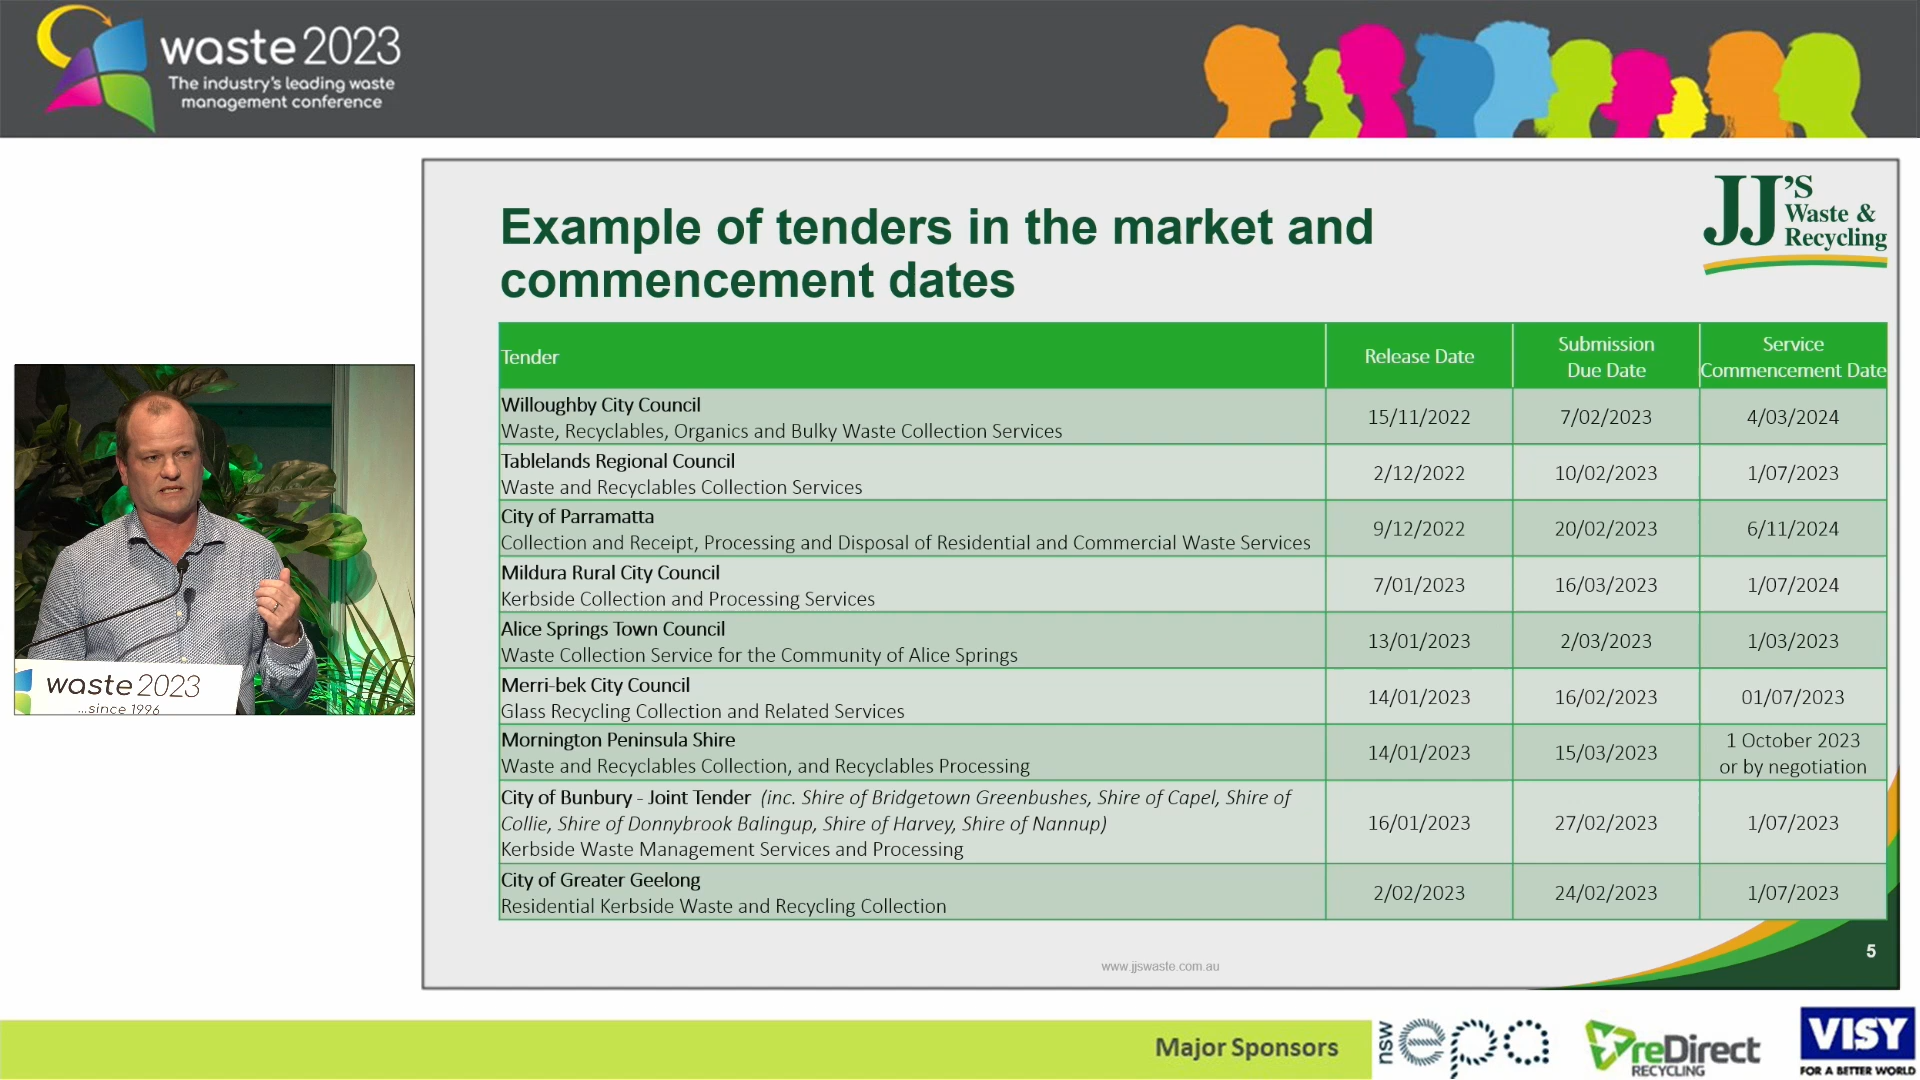 waste 2023
The industry's leading waste
management conference
JJ'S
Waste &
Recycling
Example of tenders in the market and
commencement dates
Tender
Release Date
Submission
Due Date
Service
Commencement Date
Willoughby City Council
Waste, Recyclables, Organics and Bulky Waste Collection Services
15/11/2022
7/02/2023
4/03/2024
Tablelands Regional Council
Waste and Recyclables Collection Services
2/12/2022
10/02/2023
1/07/2023
City of Parramatta
Collection and Receipt, Processing and Disposal of Residential and Commercial Waste Services
9/12/2022
20/02/2023
6/11/2024
Mildura Rural City Council
Kerbside Collection and Processing Services
7/01/2023
16/03/2023
1/07/2024
Alice Springs Town Council
Waste Collection Service for the Community of Alice Springs
13/01/2023
2/03/2023
1/03/2023
Merri-bek City Council
Glass Recycling Collection and Related Services
14/01/2023
16/02/2023
01/07/2023
Mornington Peninsula Shire
Waste and Recyclables Collection, and Recyclables Processing
14/01/2023
15/03/2023
1 October 2023
or by negotiation
City of Bunbury - Joint Tender (inc. Shire of Bridgetown Greenbushes, Shire of Capel, Shire of
Collie, Shire of Donnybrook Balingup, Shire of Harvey, Shire of Nannup)
Kerbside Waste Management Services and Processing
16/01/2023
27/02/2023
1/07/2023
City of Greater Geelong
Residential Kerbside Waste and Recycling Collection
2/02/2023
24/02/2023
1/07/2023
www.jjswaste.com.au
5
waste 2023
...since 1996
Major Sponsors
nsw
epa
reDirect
RECYCLING
VISY
FOR A BETTER WORLD